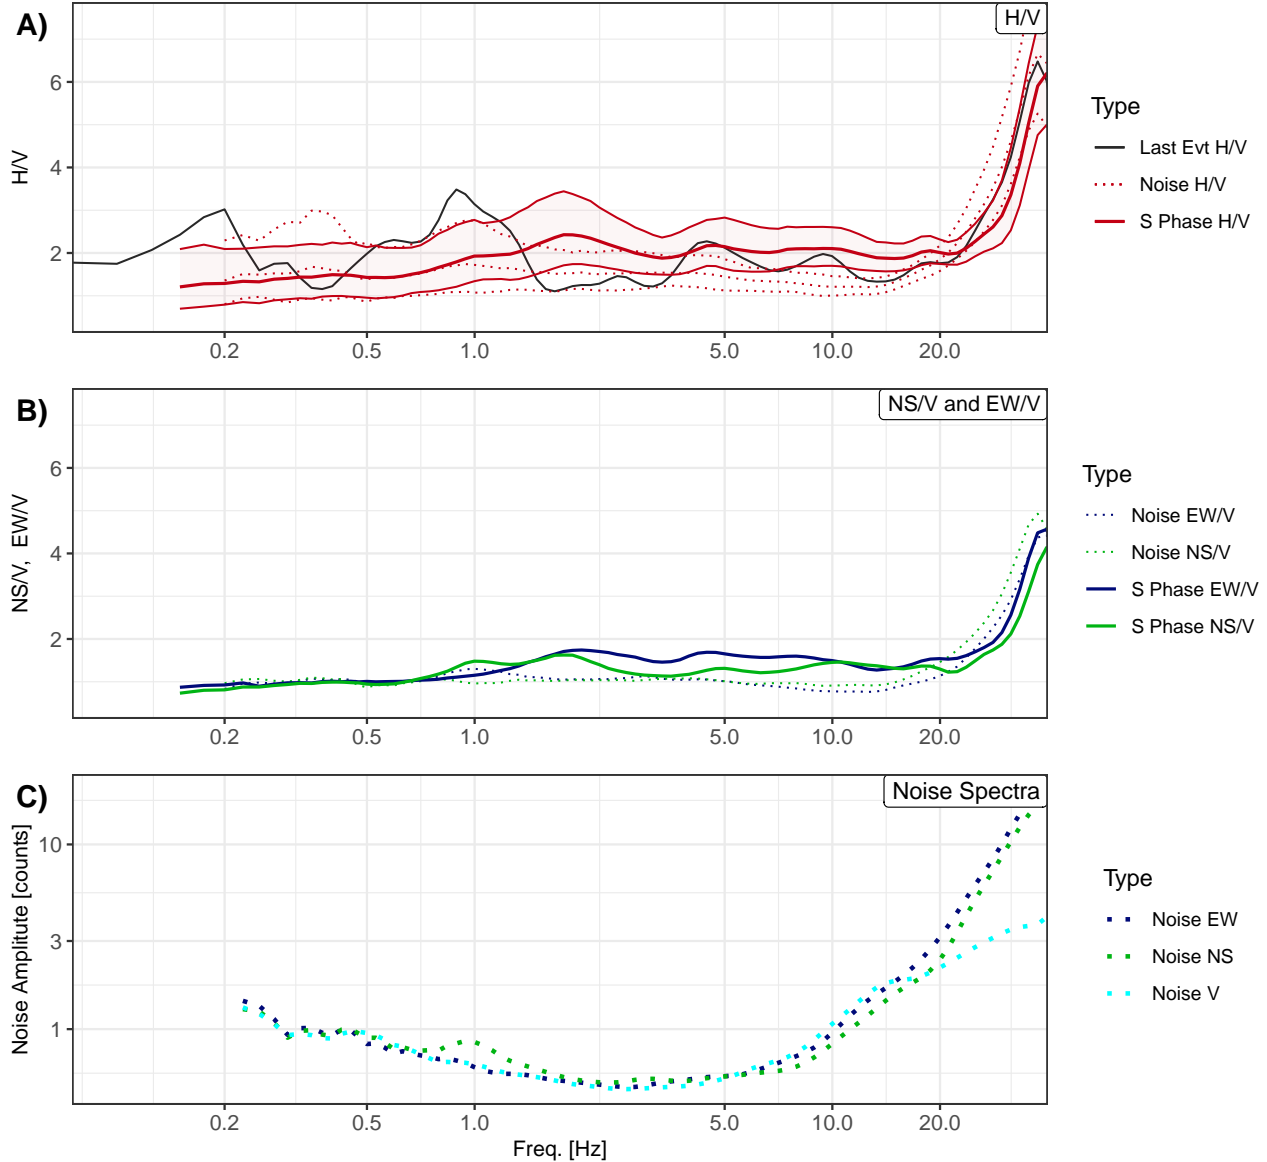 A)
H/V
H/V
6
4
2
0.2 0.5 1.0 5.0 10.0 20.0
Type
Last Evt H/V
Noise H/V
S Phase H/V
B)
NS/V and EW/V
NS/V, EW/V
6
4
2
0.2 0.5 1.0 5.0 10.0 20.0
Type
Noise EW/V
Noise NS/V
S Phase EW/V
S Phase NS/V
C)
Noise Spectra
Noise Amplitute [counts]
10
3
1
0.2 0.5 1.0 5.0 10.0 20.0
Freq. [Hz]
Type
Noise EW
Noise NS
Noise V